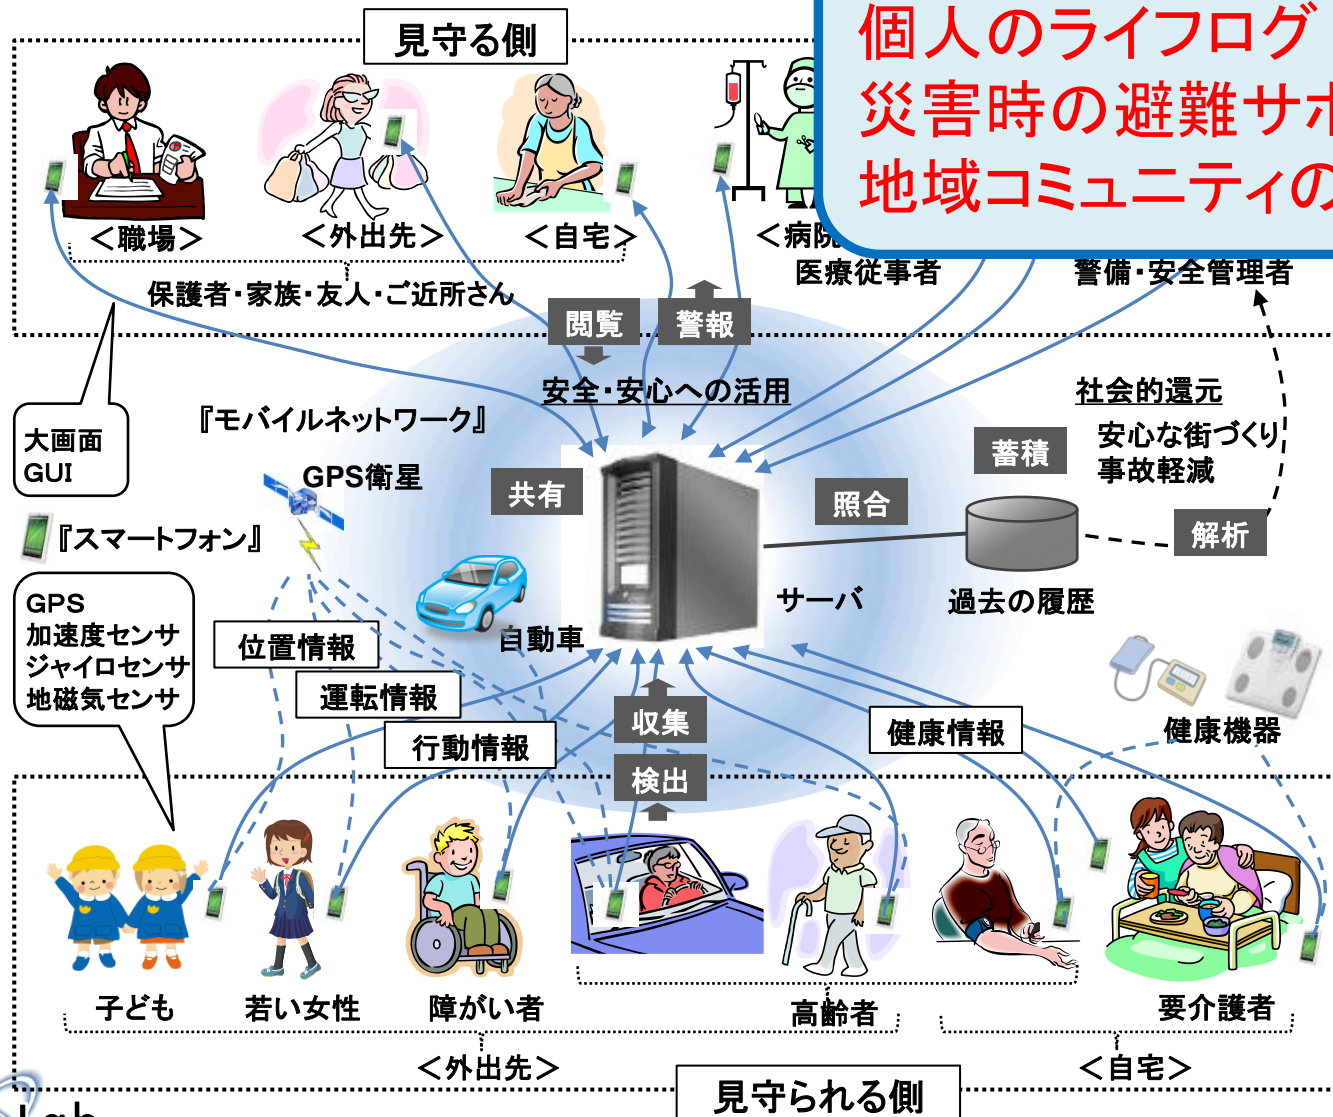 見守る側
個人のライフログ
災害時の避難サ
地域コミュニティの
＜職場＞
＜外出先＞
＜自宅＞
＜病院
医療従事者
警備・安全管理者
保護者・家族・友人・ご近所さん
閲覧
警報
安全・安心への活用
社会的還元
安心な街づくり
事故軽減
大画面
GUI
『モバイルネットワーク』
GPS衛星
共有
照合
蓄積
解析
『スマートフォン』
GPS
加速度センサ
ジャイロセンサ
地磁気センサ
サーバ
過去の履歴
自動車
位置情報
運転情報
行動情報
収集
検出
健康情報
健康機器
子ども
若い女性
障がい者
高齢者
要介護者
＜外出先＞
＜自宅＞
見守られる側
Lab